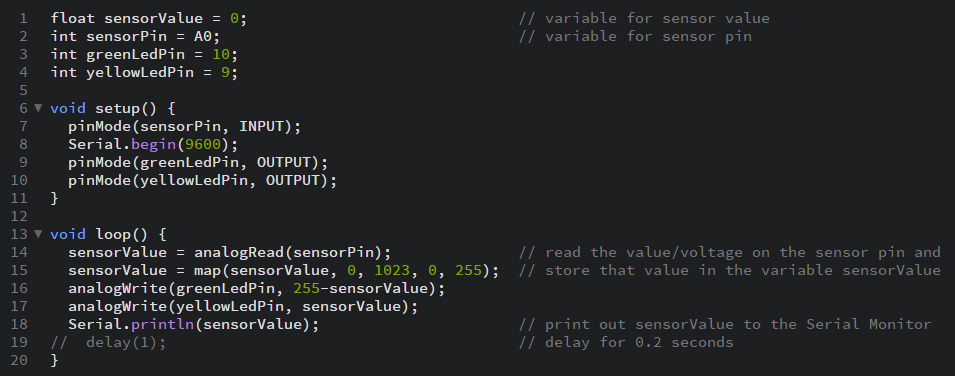 1 float sensorValue = 0; // variable for sensor value
2 int sensorPin = A0; // variable for sensor pin
3 int greenLedPin = 10;
4 int yellowLedPin = 9;
5
6 void setup() {
7 pinMode(sensorPin, INPUT);
8 Serial.begin(9600);
9 pinMode(greenLedPin, OUTPUT);
10 pinMode(yellowLedPin, OUTPUT);
11 }
12
13 void loop() {
14 sensorValue = analogRead(sensorPin); // read the value/voltage on the sensor pin and
15 sensorValue = map(sensorValue, 0, 1023, 0, 255); // store that value in the variable sensorValue
16 analogWrite(greenLedPin, 255-sensorValue);
17 analogWrite(yellowLedPin, sensorValue);
18 Serial.println(sensorValue); // print out sensorValue to the Serial Monitor
19 // delay(1); // delay for 0.2 seconds
20 }